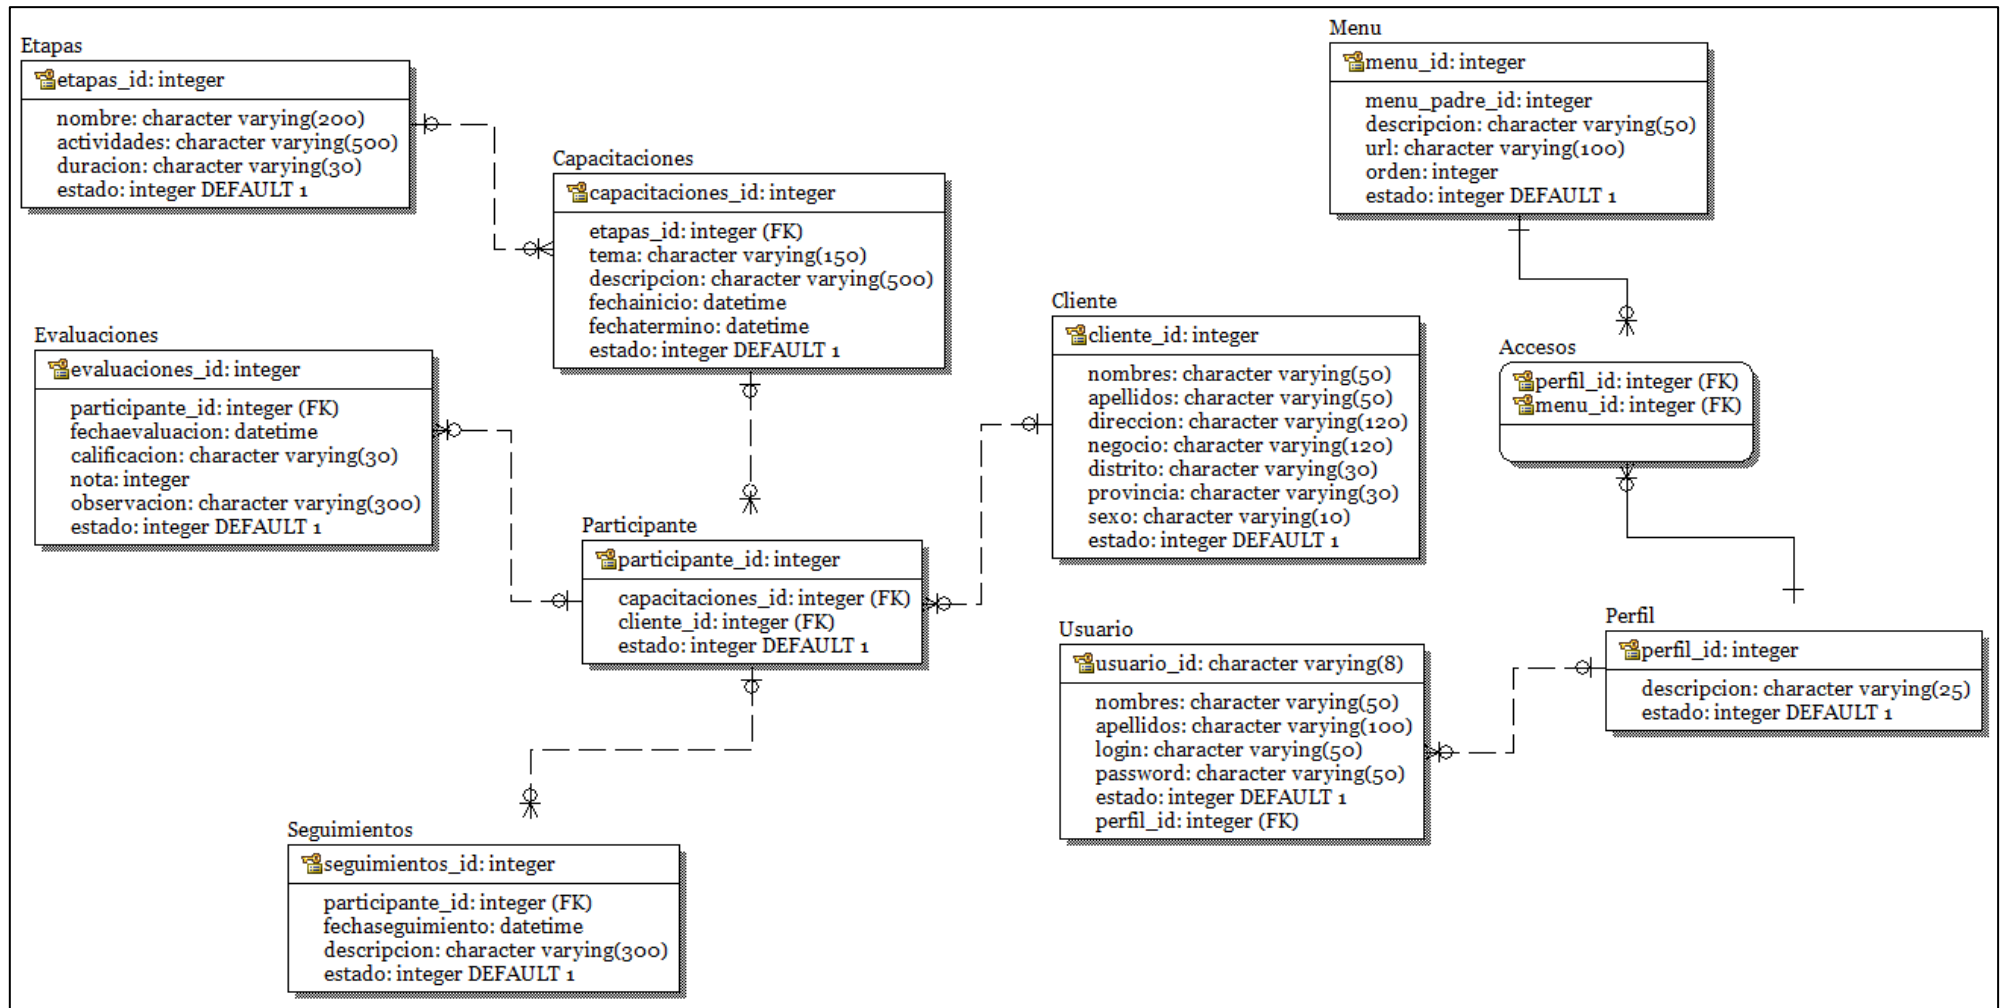 Etapas
etapas_id: integer
nombre: character varying(200)
actividades: character varying(500)
duracion: character varying(30)
estado: integer DEFAULT 1
Capacitaciones
capacitaciones_id: integer
etapas_id: integer (FK)
tema: character varying(150)
descripcion: character varying(500)
fechainicio: datetime
fechatermino: datetime
estado: integer DEFAULT 1
Evaluaciones
evaluaciones_id: integer
participante_id: integer (FK)
fechaevaluacion: datetime
calificacion: character varying(30)
nota: integer
observacion: character varying(300)
estado: integer DEFAULT 1
Participante
participante_id: integer
capacitaciones_id: integer (FK)
cliente_id: integer (FK)
estado: integer DEFAULT 1
Seguimientos
seguimientos_id: integer
participante_id: integer (FK)
fechaseguimiento: datetime
descripcion: character varying(300)
estado: integer DEFAULT 1
Cliente
cliente_id: integer
nombres: character varying(50)
apellidos: character varying(50)
direccion: character varying(120)
negocio: character varying(120)
distrito: character varying(30)
provincia: character varying(30)
sexo: character varying(10)
estado: integer DEFAULT 1
Menu
menu_id: integer
menu_padre_id: integer
descripcion: character varying(50)
url: character varying(100)
orden: integer
estado: integer DEFAULT 1
Accesos
perfil_id: integer (FK)
menu_id: integer (FK)
Usuario
usuario_id: character varying(8)
nombres: character varying(50)
apellidos: character varying(100)
login: character varying(50)
password: character varying(50)
estado: integer DEFAULT 1
perfil_id: integer (FK)
Perfil
perfil_id: integer
descripcion: character varying(25)
estado: integer DEFAULT 1